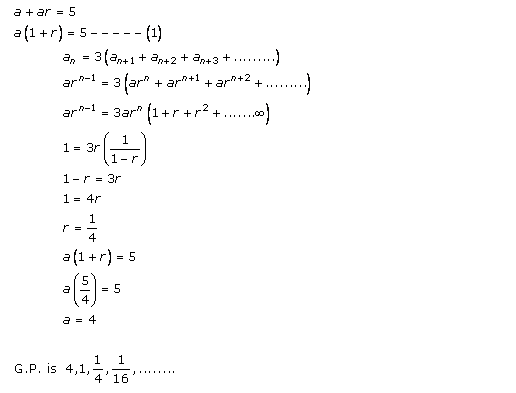 a + ar = 5
a(1 + r) = 5 - - - - - (1)
aₙ = 3(aₙ₊₁ + aₙ₊₂ + aₙ₊₃ + .........)
arⁿ⁻¹ = 3(arⁿ + arⁿ⁺¹ + arⁿ⁺² + .........)
arⁿ⁻¹ = 3arⁿ (1 + r + r² + .......∞)
1 = 3r(1/(1 − r))
1 − r = 3r
1 = 4r
r = 1/4
a(1 + r) = 5
a(5/4) = 5
a = 4
G.P. is 4,1,1/4,1/16,........